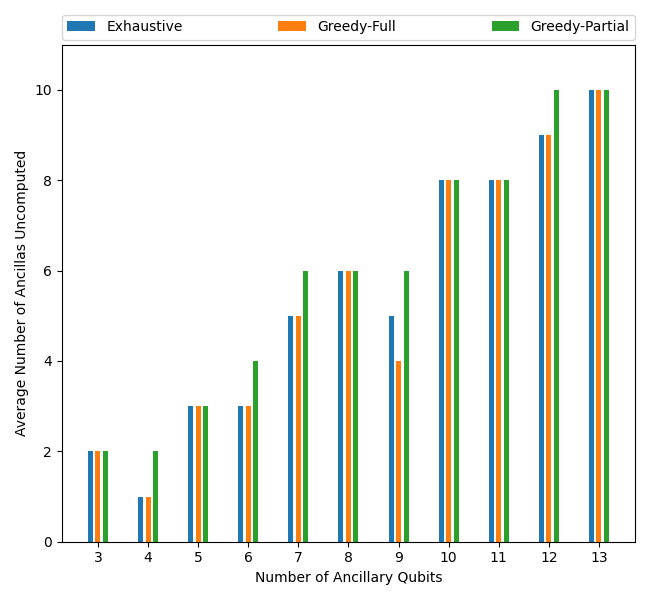 Exhaustive Greedy-Full Greedy-Partial
Average Number of Ancillas Uncomputed
10
8
6
4
2
0
3 4 5 6 7 8 9 10 11 12 13
Number of Ancillary Qubits